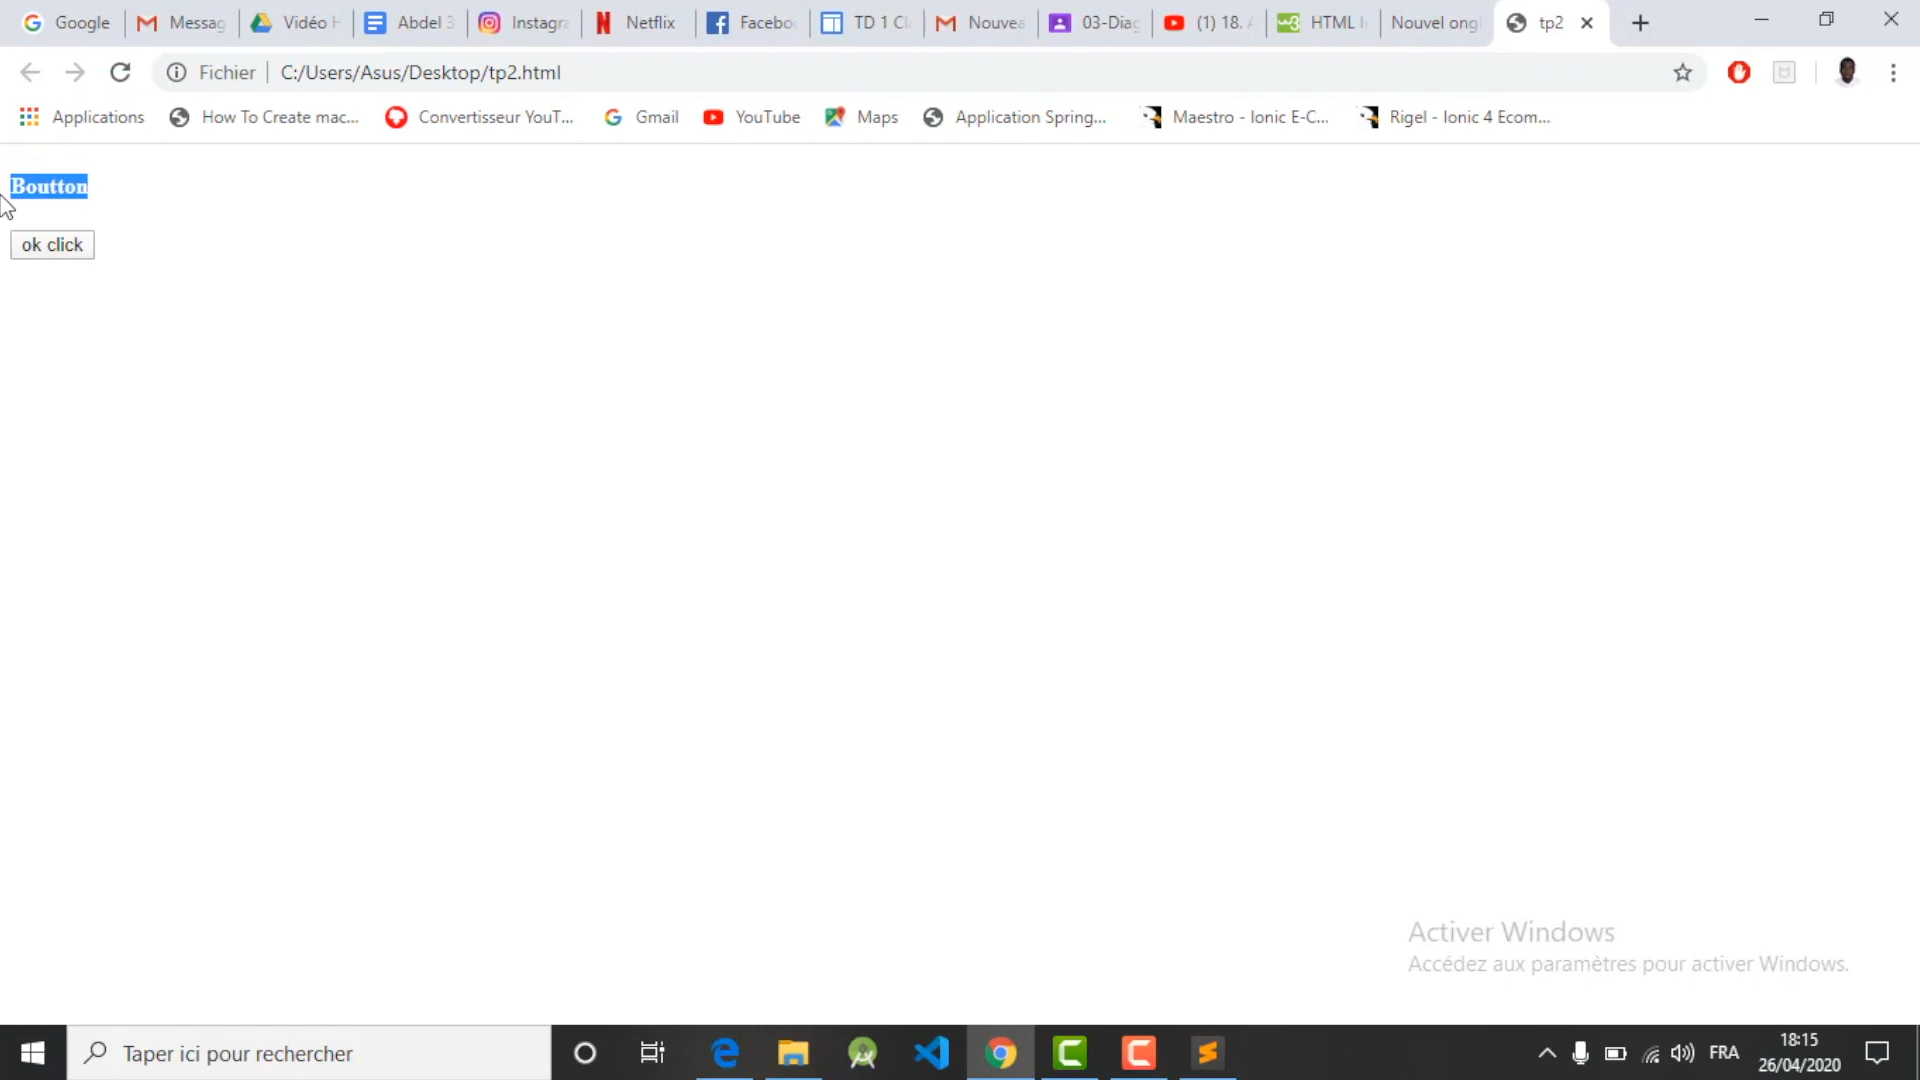 Google Messag Vidéo H Abdel 3 Instagra Netflix Faceboo TD 1 Cl Nouvea 03-Diag (1) 18. HTML I Nouvel ong tp2
Fichier C:/Users/Asus/Desktop/tp2.html
Applications How To Create mac... Convertisseur YouT... Gmail YouTube Maps Application Spring... Maestro - Ionic E-C... Rigel - Ionic 4 Ecom...
Boutton
ok click
Activer Windows
Accédez aux paramètres pour activer Windows.
Taper ici pour rechercher
FRA
18:15
26/04/2020